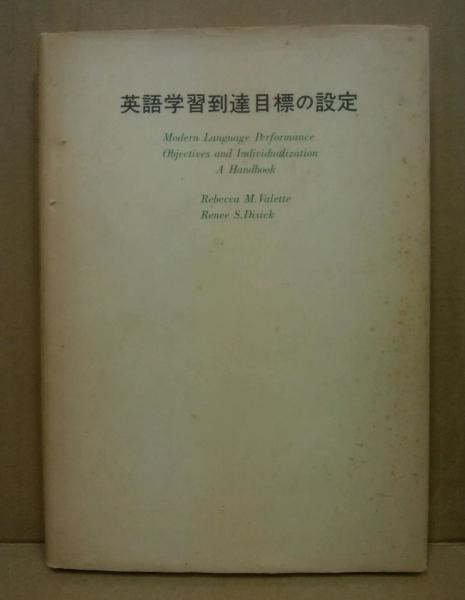 英語学習到達目標の設定
Modern Language Performance
Objectives and Individualization
A Handbook
Rebecca M. Valette
Renee S. Disick